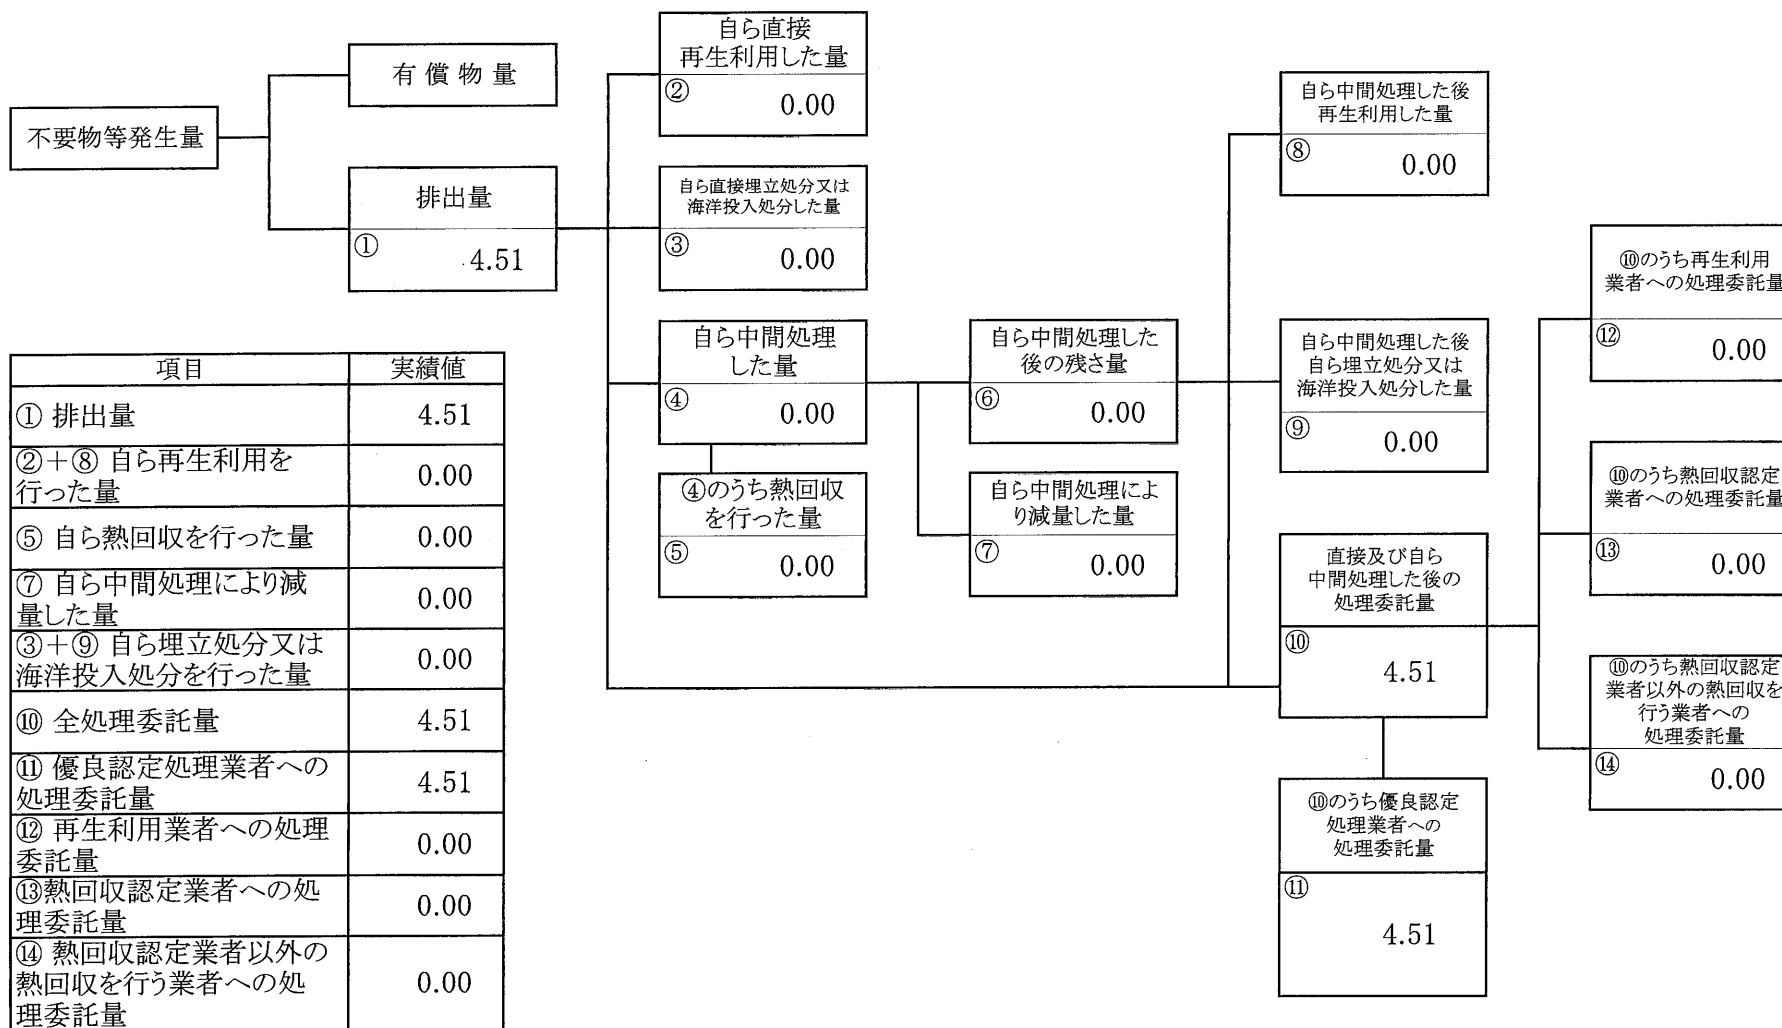 不要物等発生量
有償物量
排出量
①
4.51
自ら直接
再生利用した量
②
0.00
自ら直接埋立処分又は
海洋投入処分した量
③
0.00
自ら中間処理
した量
④
0.00
④のうち熱回収
を行った量
⑤
0.00
自ら中間処理した
後の残さ量
⑥
0.00
自ら中間処理によ
り減量した量
⑦
0.00
自ら中間処理した後
再生利用した量
⑧
0.00
自ら中間処理した後
自ら埋立処分又は
海洋投入処分した量
⑨
0.00
直接及び自ら
中間処理した後の
処理委託量
⑩
4.51
⑩のうち優良認定
処理業者への
処理委託量
⑪
4.51
⑩のうち再生利用
業者への処理委託量
⑫
0.00
⑩のうち熱回収認定
業者への処理委託量
⑬
0.00
⑩のうち熱回収認定
業者以外の熱回収を
行う業者への
処理委託量
⑭
0.00
項目 実績値
① 排出量 4.51
②+⑧ 自ら再生利用を
行った量 0.00
⑤ 自ら熱回収を行った量 0.00
⑦ 自ら中間処理により減
量した量 0.00
③+⑨ 自ら埋立処分又は
海洋投入処分を行った量 0.00
⑩ 全処理委託量 4.51
⑪ 優良認定処理業者への
処理委託量 4.51
⑫ 再生利用業者への処理
委託量 0.00
⑬熱回収認定業者への処
理委託量 0.00
⑭ 熱回収認定業者以外の
熱回収を行う業者への処
理委託量 0.00